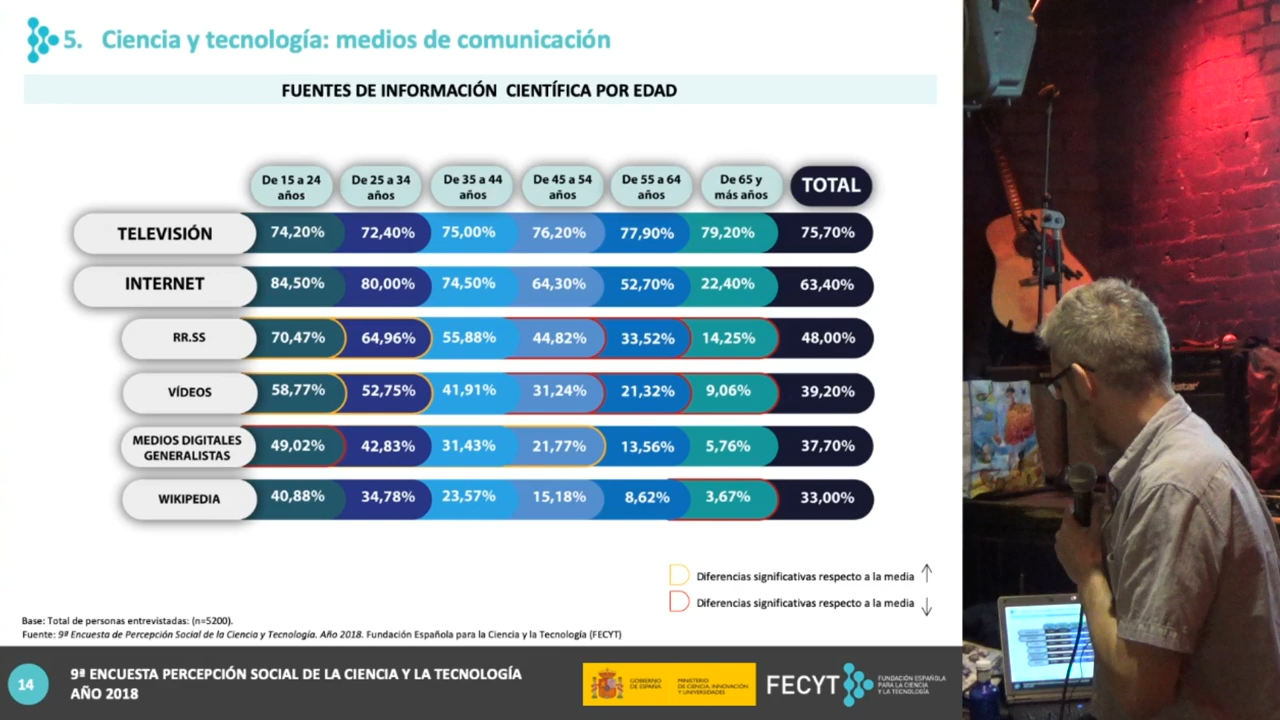 5. Ciencia y tecnología: medios de comunicación
FUENTES DE INFORMACIÓN CIENTÍFICA POR EDAD
De 15 a 24 años
De 25 a 34 años
De 35 a 44 años
De 45 a 54 años
De 55 a 64 años
De 65 y más años
TOTAL
TELEVISIÓN 74,20% 72,40% 75,00% 76,20% 77,90% 79,20% 75,70%
INTERNET 84,50% 80,00% 74,50% 64,30% 52,70% 22,40% 63,40%
RR.SS 70,47% 64,96% 55,88% 44,82% 33,52% 14,25% 48,00%
VÍDEOS 58,77% 52,75% 41,91% 31,24% 21,32% 9,06% 39,20%
MEDIOS DIGITALES GENERALISTAS 49,02% 42,83% 31,43% 21,77% 13,56% 5,76% 37,70%
WIKIPEDIA 40,88% 34,78% 23,57% 15,18% 8,62% 3,67% 33,00%
Diferencias significativas respecto a la media ↑
Diferencias significativas respecto a la media ↓
Base: Total de personas entrevistadas: (n=5200).
Fuente: 9ª Encuesta de Percepción Social de la Ciencia y Tecnología. Año 2018. Fundación Española para la Ciencia y la Tecnología (FECYT)
14
9ª ENCUESTA PERCEPCIÓN SOCIAL DE LA CIENCIA Y LA TECNOLOGÍA
AÑO 2018
GOBIERNO
DE ESPAÑA
MINISTERIO
DE CIENCIA, INNOVACIÓN
Y UNIVERSIDADES
FECYT
FUNDACIÓN ESPAÑOLA
PARA LA CIENCIA
Y LA TECNOLOGÍA